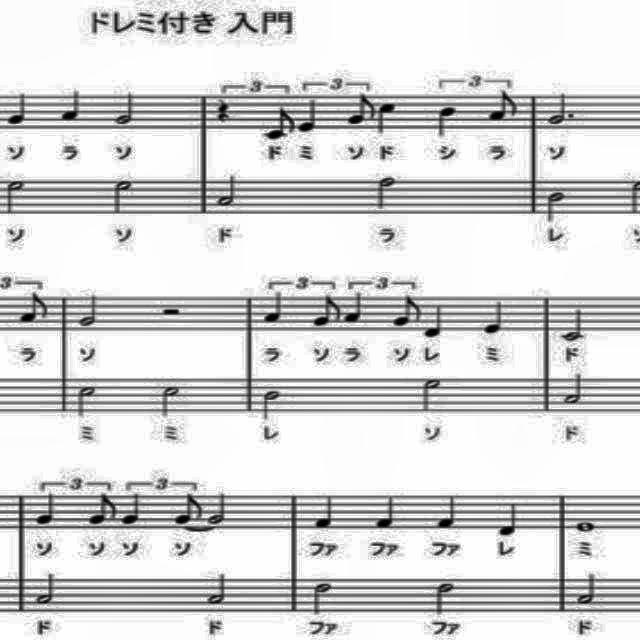 ドレミ付き 入門
3 3 3
ソ ラ ソ ド ミ ソ ド シ ラ ソ
ソ ソ ド ラ レ
3 3 3
ラ ソ ラ ソ ラ ソ レ ミ ド
ミ ミ レ ソ ド
3 3
ソ ソ ソ ソ ファ ファ ファ レ ミ
ド ド ファ ファ ド